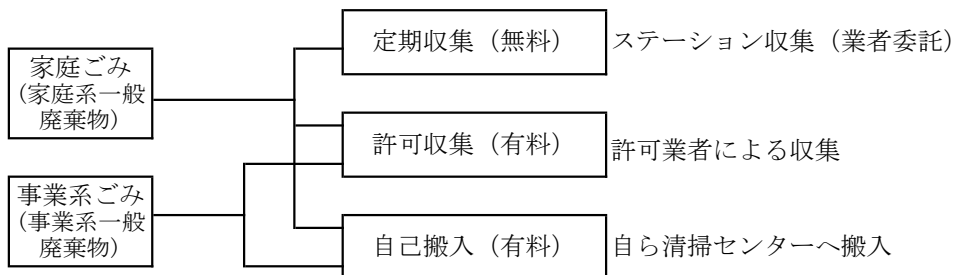 家庭ごみ
(家庭系一般
廃棄物)
事業系ごみ
(事業系一般
廃棄物)
定期収集（無料） ステーション収集（業者委託）
許可収集（有料） 許可業者による収集
自己搬入（有料） 自ら清掃センターへ搬入